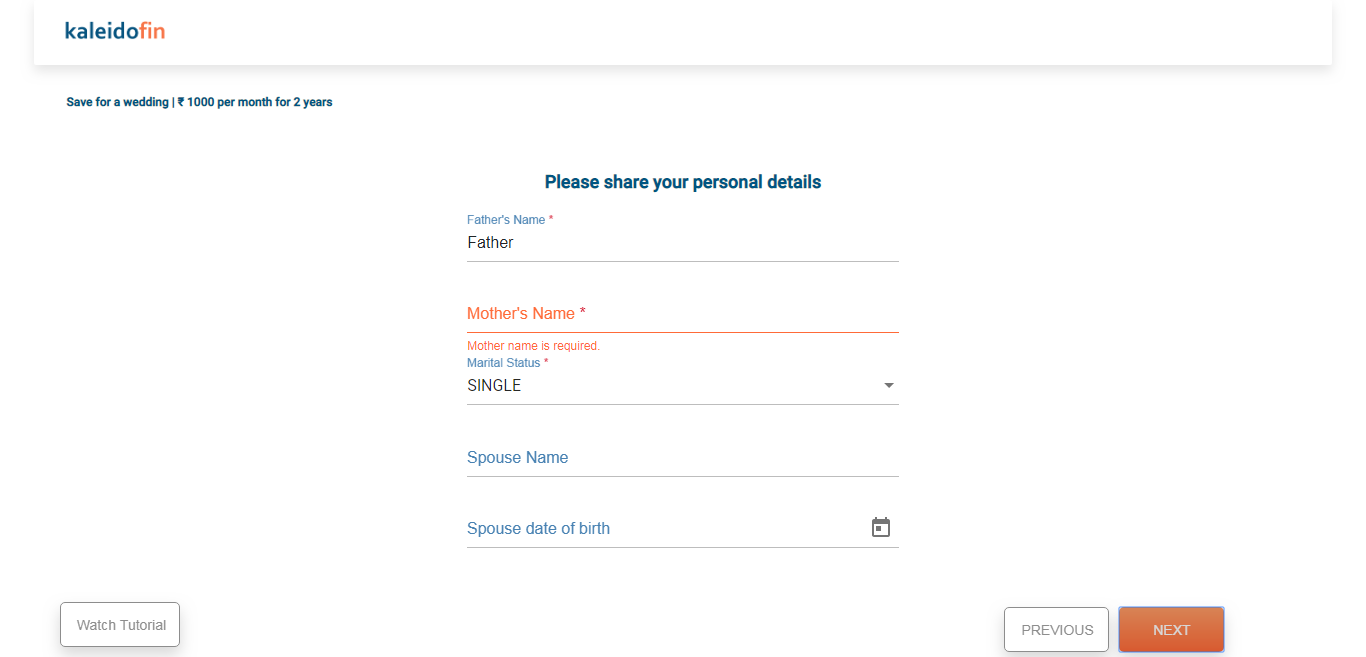 kaleidofin
Save for a wedding | ₹ 1000 per month for 2 years
Please share your personal details
Father's Name *
Father
Mother's Name *
Mother name is required.
Marital Status *
SINGLE
Spouse Name
Spouse date of birth
Watch Tutorial
PREVIOUS
NEXT